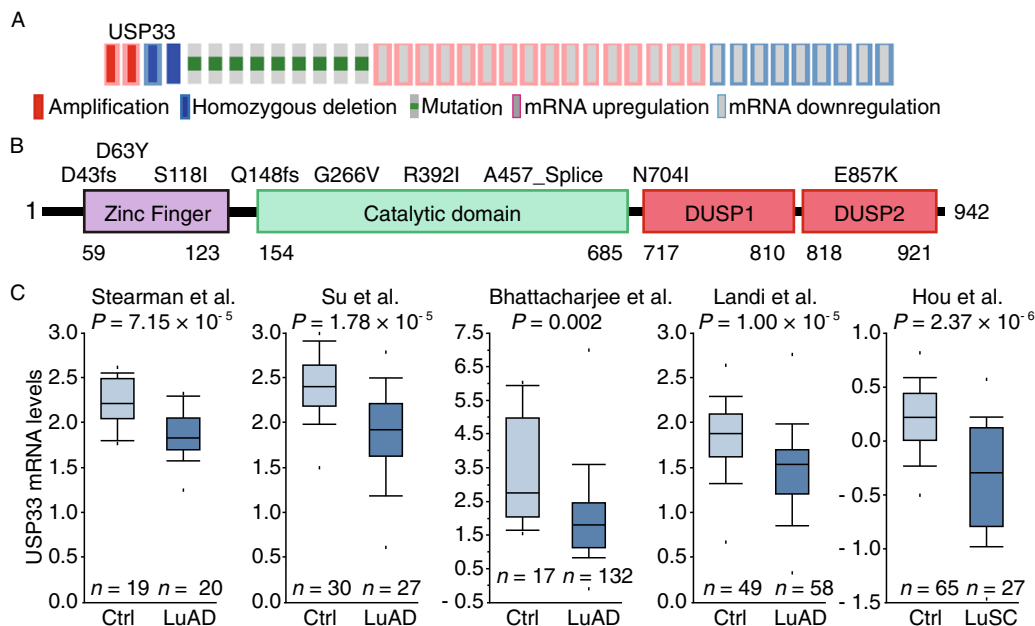 A
USP33
Amplification Homozygous deletion Mutation mRNA upregulation mRNA downregulation
B
D63Y
D43fs S118I Q148fs G266V R392I A457_Splice N704I E857K
1 Zinc Finger Catalytic domain DUSP1 DUSP2 942
59 123 154 685 717 810 818 921
C
USP33 mRNA levels
Stearman et al.
P = 7.15 × 10⁻⁵
3.0
2.5
2.0
1.5
1.0
0.5
0.0
n = 19 n = 20
Ctrl LuAD
Su et al.
P = 1.78 × 10⁻⁵
3.0
2.5
2.0
1.5
1.0
0.5
0.0
n = 30 n = 27
Ctrl LuAD
Bhattacharjee et al.
P = 0.002
7.5
6.5
5.5
4.5
3.5
2.5
1.5
- 0.5
n = 17 n = 132
Ctrl LuAD
Landi et al.
P = 1.00 × 10⁻⁵
3.0
2.5
2.0
1.5
1.0
0.5
0.0
n = 49 n = 58
Ctrl LuAD
Hou et al.
P = 2.37 × 10⁻⁶
1.0
0.5
0.0
- 0.5
- 1.0
- 1.5
n = 65 n = 27
Ctrl LuSC